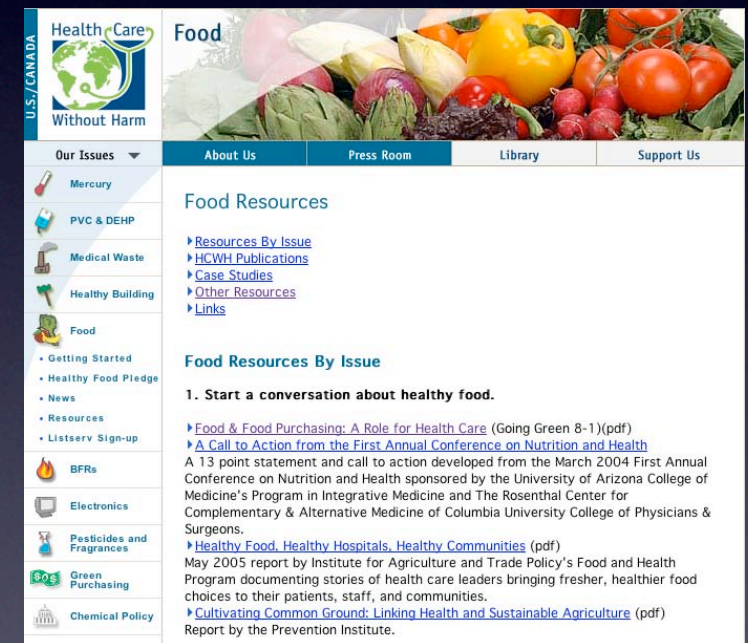 U.S./CANADA
Health Care
Without Harm
Food
Our Issues
About Us
Press Room
Library
Support Us
Mercury
PVC & DEHP
Medical Waste
Healthy Building
Food
• Getting Started
• Healthy Food Pledge
• News
• Resources
• Listserv Sign-up
BFRs
Electronics
Pesticides and
Fragrances
Green
Purchasing
Chemical Policy
Food Resources
Resources By Issue
HCWH Publications
Case Studies
Other Resources
Links
Food Resources By Issue
1. Start a conversation about healthy food.
Food & Food Purchasing: A Role for Health Care (Going Green 8-1)(pdf)
A Call to Action from the First Annual Conference on Nutrition and Health
A 13 point statement and call to action developed from the March 2004 First Annual
Conference on Nutrition and Health sponsored by the University of Arizona College of
Medicine's Program in Integrative Medicine and The Rosenthal Center for
Complementary & Alternative Medicine of Columbia University College of Physicians &
Surgeons.
Healthy Food, Healthy Hospitals, Healthy Communities (pdf)
May 2005 report by Institute for Agriculture and Trade Policy's Food and Health
Program documenting stories of health care leaders bringing fresher, healthier food
choices to their patients, staff, and communities.
Cultivating Common Ground: Linking Health and Sustainable Agriculture (pdf)
Report by the Prevention Institute.